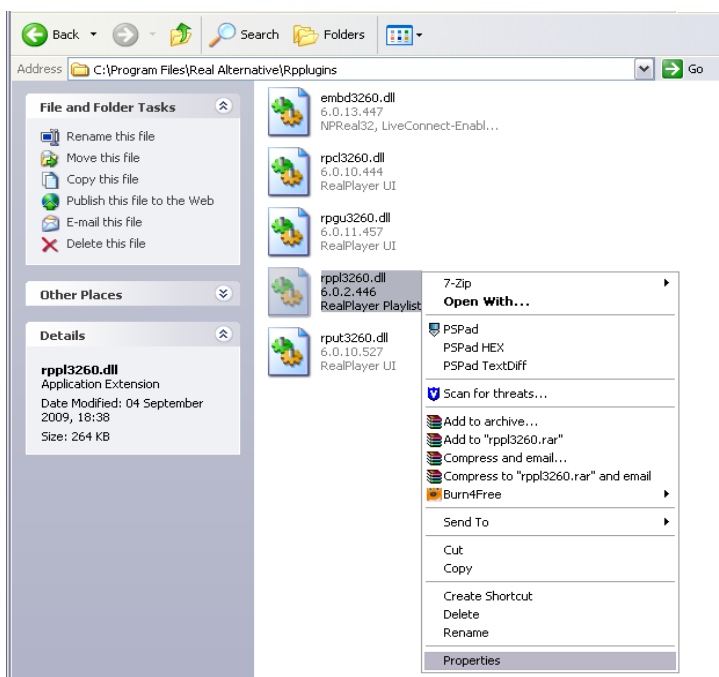 Back
Search
Folders
Address C:\Program Files\Real Alternative\Rpplugins
Go
File and Folder Tasks
Rename this file
Move this file
Copy this file
Publish this file to the Web
E-mail this file
Delete this file
Other Places
Details
rppl3260.dll
Application Extension
Date Modified: 04 September
2009, 18:38
Size: 264 KB
embd3260.dll
6.0.13.447
NPReal32, LiveConnect-Enabl...
rpcl3260.dll
6.0.10.444
RealPlayer UI
rpgu3260.dll
6.0.11.457
RealPlayer UI
rppl3260.dll
6.0.2.446
RealPlayer Playlist
rput3260.dll
6.0.10.527
RealPlayer UI
7-Zip
Open With...
PSPad
PSPad HEX
PSPad TextDiff
Scan for threats...
Add to archive...
Add to "rppl3260.rar"
Compress and email...
Compress to "rppl3260.rar" and email
Burn4Free
Send To
Cut
Copy
Create Shortcut
Delete
Rename
Properties